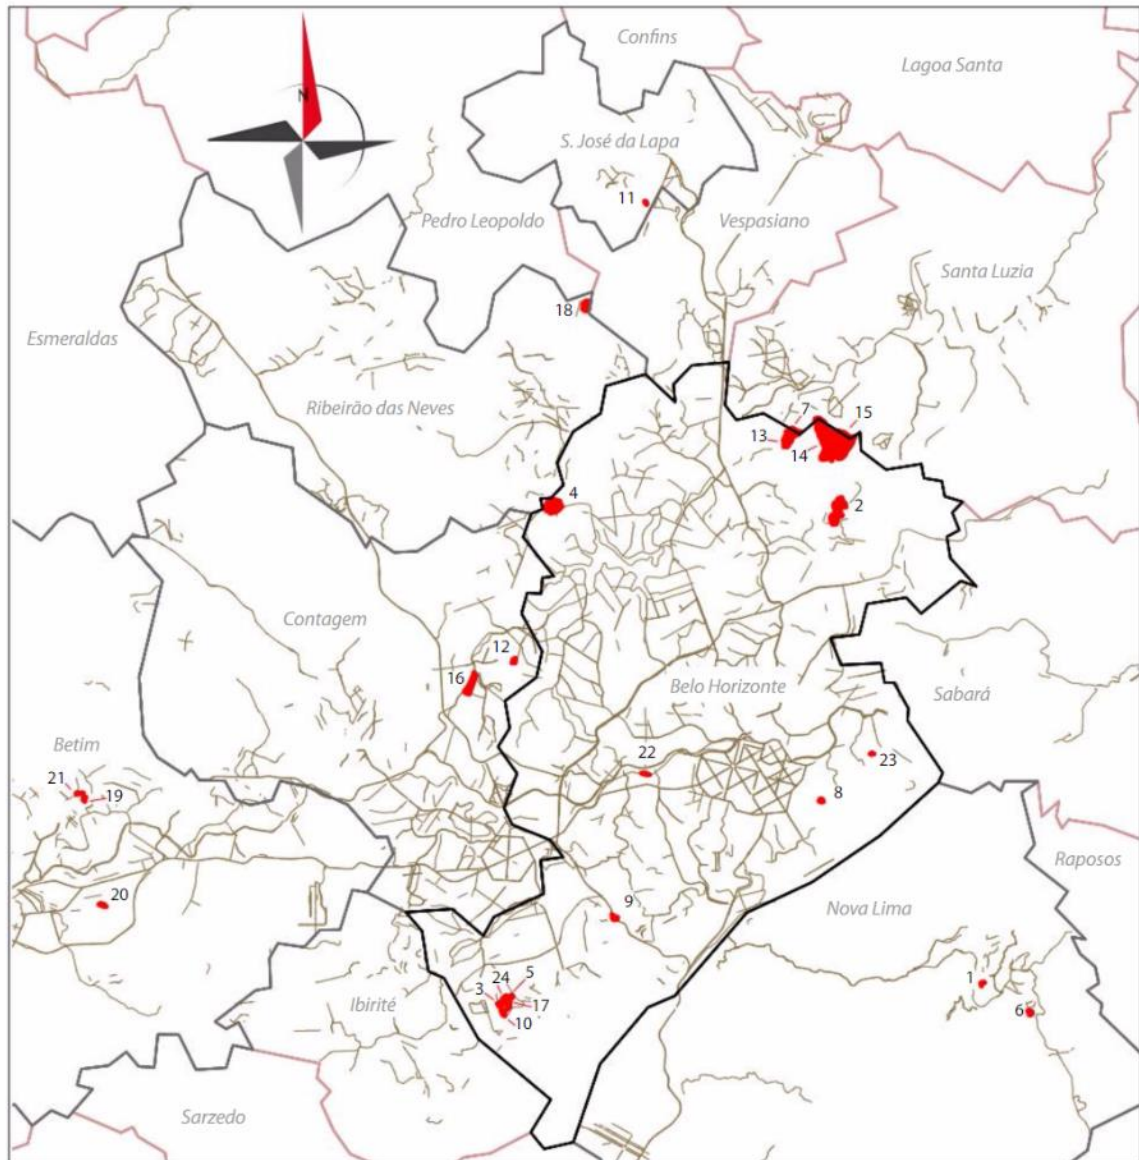 Confins
Lagoa Santa
N
S. José da Lapa
11
Pedro Leopoldo
Vespasiano
Santa Luzia
18
Esmeraldas
Ribeirão das Neves
7
15
13
14
4
2
Contagem
12
16
Belo Horizonte
Sabará
Betim
22
23
21
19
8
Raposos
20
9
Nova Lima
24
5
3
1
Ibirité
17
10
6
Sarzedo